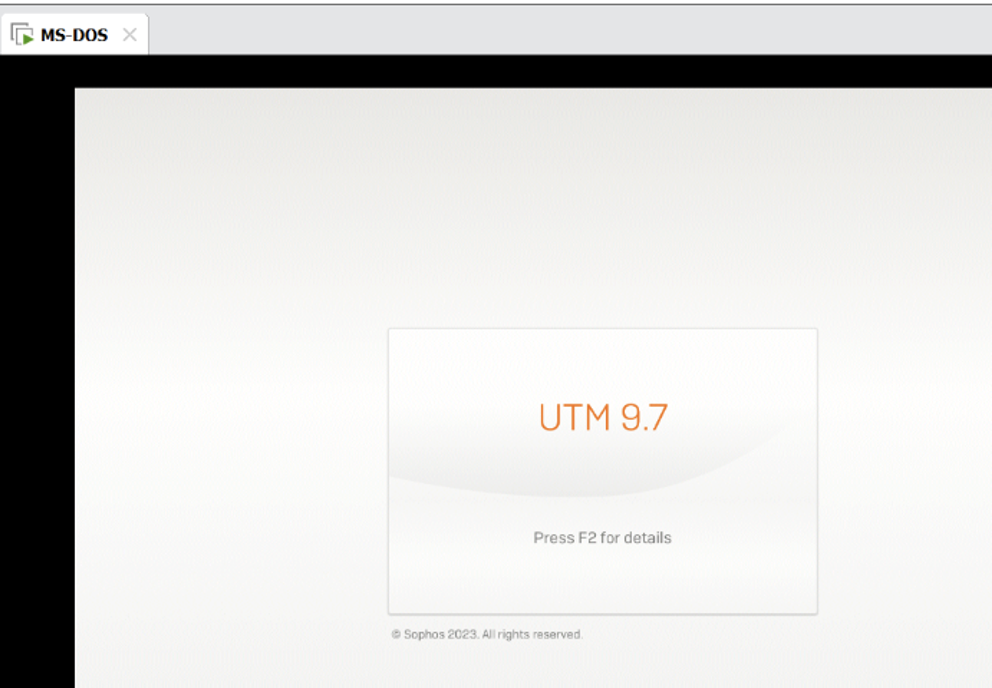 MS-DOS
UTM 9.7
Press F2 for details
© Sophos 2023. All rights reserved.